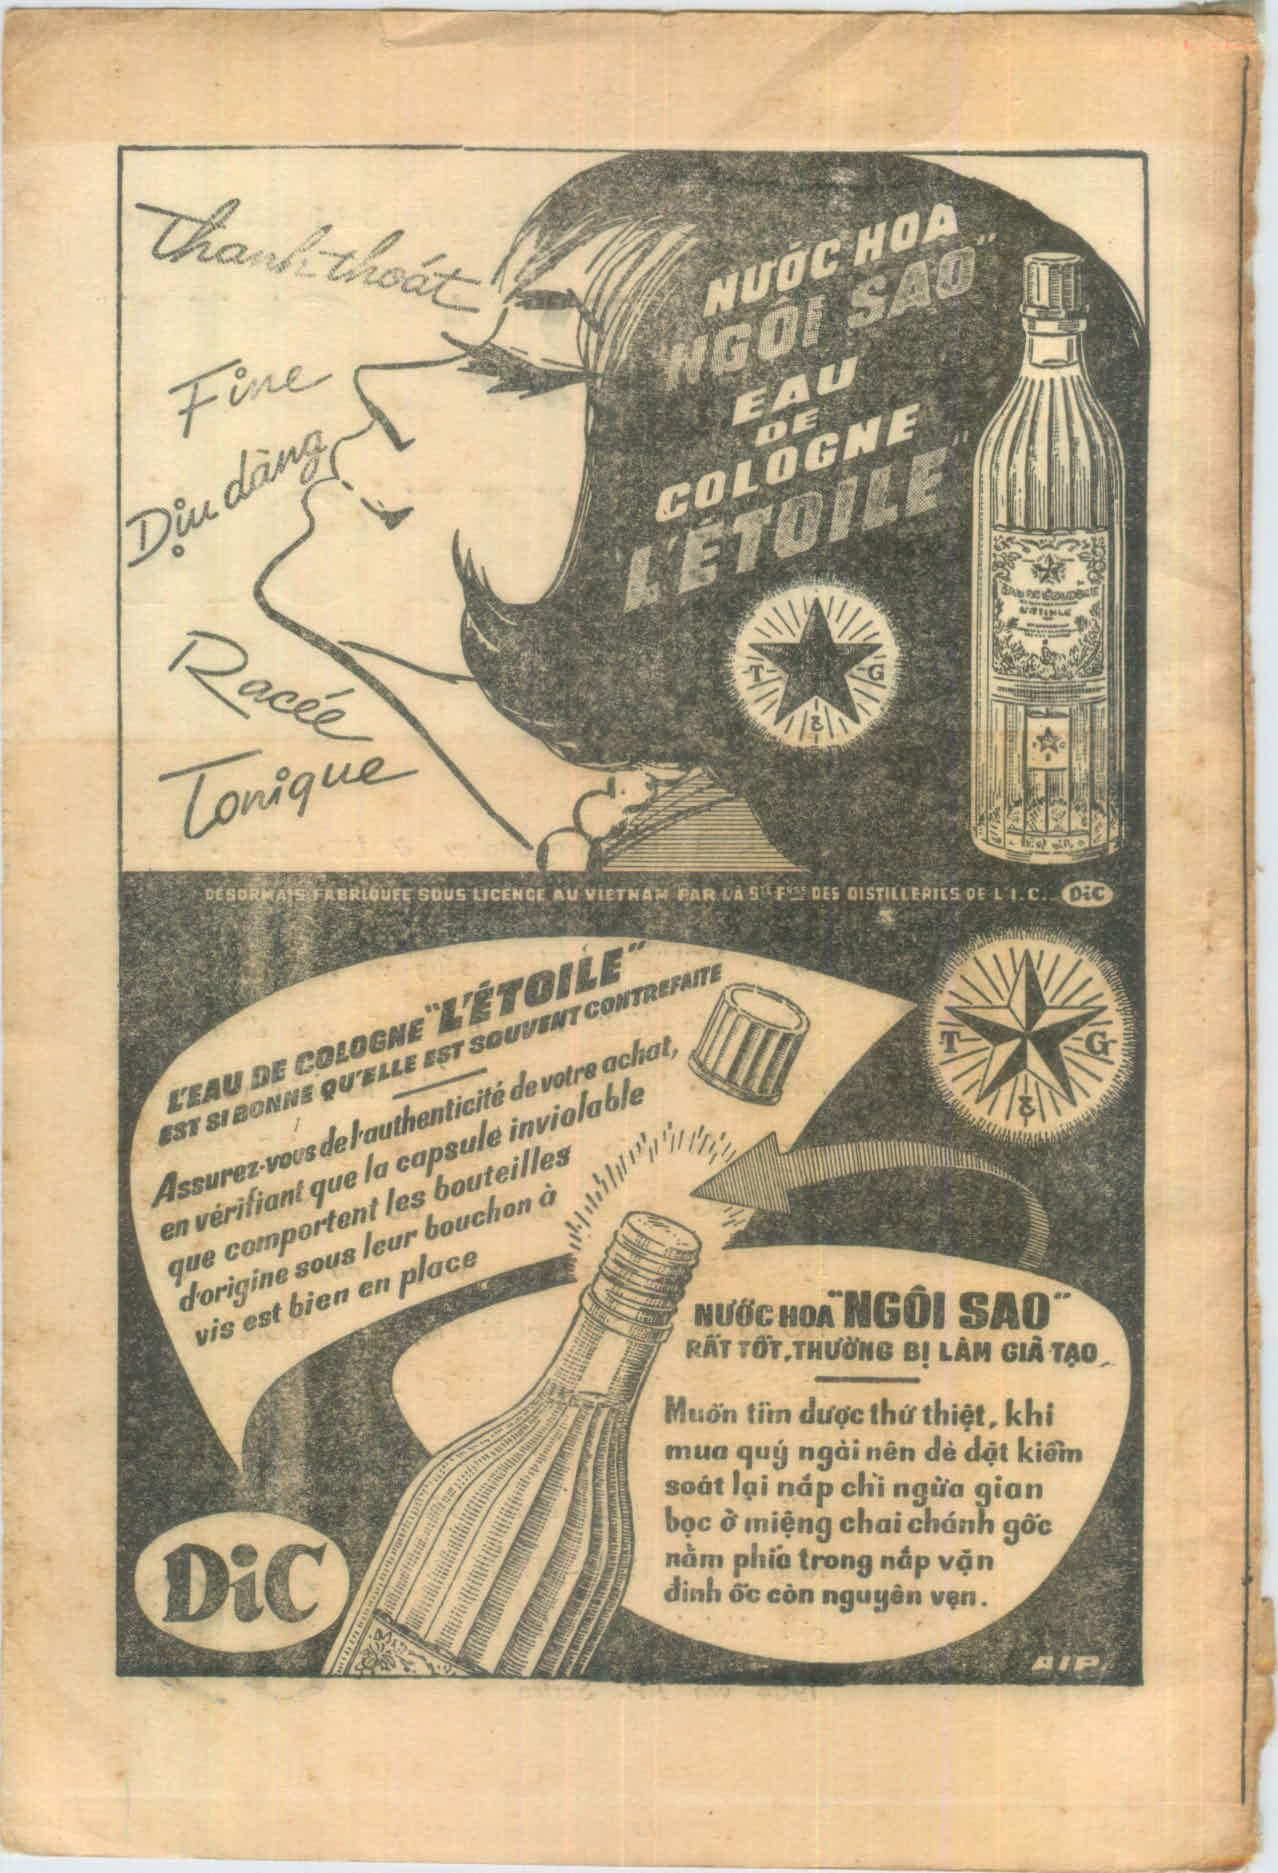 Thanh-thoát
Fine
Dịu dàng
Racée
Tonique
NƯỚC HOA
"NGÔI SAO"
EAU
DE
COLOGNE
"L'ÉTOILE"
T G
DESORMAIS FABRIQUEE SOUS LICENCE AU VIETNAM PAR LA STE FSE DES DISTILLERIES DE L'I.C. DiC
L'EAU DE COLOGNE "L'ÉTOILE"
EST SI BONNE QU'ELLE EST SOUVENT CONTREFAITE
Assurez-vous de l'authenticité de votre achat,
en vérifiant que la capsule inviolable
que comportent les bouteilles
d'origine sous leur bouchon à
vis est bien en place
T G
NƯỚC HOA "NGÔI SAO"
RẤT TỐT, THƯỜNG BỊ LÀM GIẢ TẠO
Muốn tìm được thứ thiệt, khi
mua quý ngài nên dè dặt kiểm
soát lại nắp chì ngừa gian
bọc ở miệng chai chánh gốc
nằm phía trong nắp vặn
đinh ốc còn nguyên vẹn.
DiC
AIP